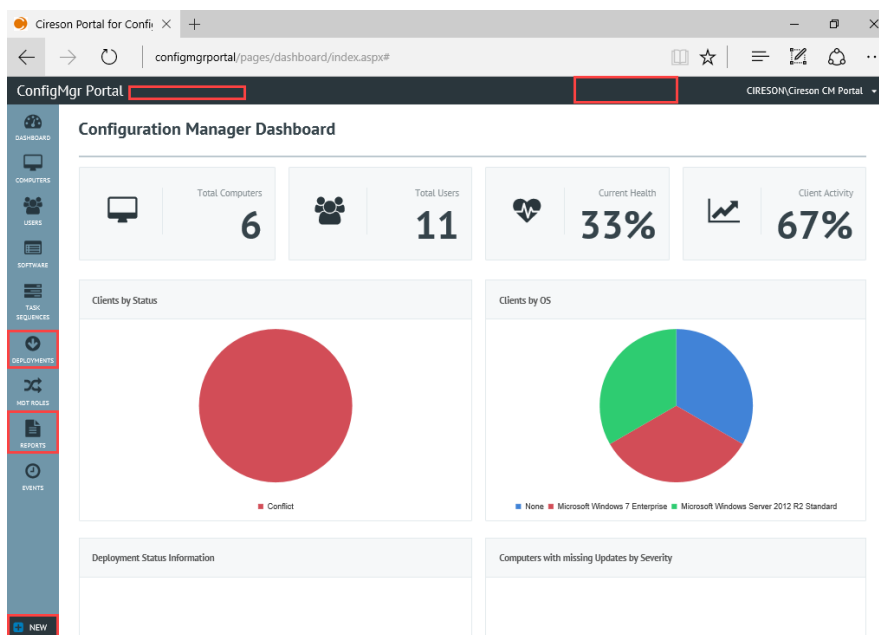 Cireson Portal for Confi
configmgrportal/pages/dashboard/index.aspx#
ConfigMgr Portal
CIRESON\Cireson CM Portal
DASHBOARD
COMPUTERS
USERS
SOFTWARE
TASK
SEQUENCES
DEPLOYMENTS
MDT ROLES
REPORTS
EVENTS
NEW
Configuration Manager Dashboard
Total Computers
6
Total Users
11
Current Health
33%
Client Activity
67%
Clients by Status
Conflict
Clients by OS
None Microsoft Windows 7 Enterprise Microsoft Windows Server 2012 R2 Standard
Deployment Status Information
Computers with missing Updates by Severity